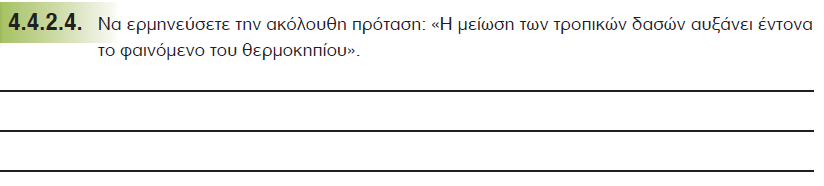 4.4.2.4. Να ερμηνεύσετε την ακόλουθη πρόταση: «Η μείωση των τροπικών δασών αυξάνει έντονα
το φαινόμενο του θερμοκηπίου».